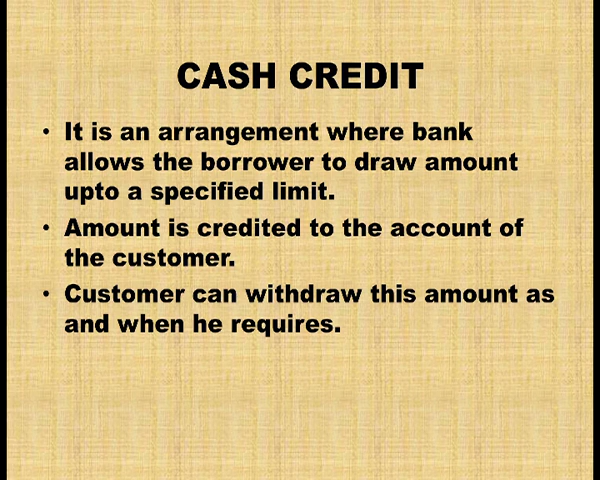 CASH CREDIT
• It is an arrangement where bank
allows the borrower to draw amount
upto a specified limit.
• Amount is credited to the account of
the customer.
• Customer can withdraw this amount as
and when he requires.